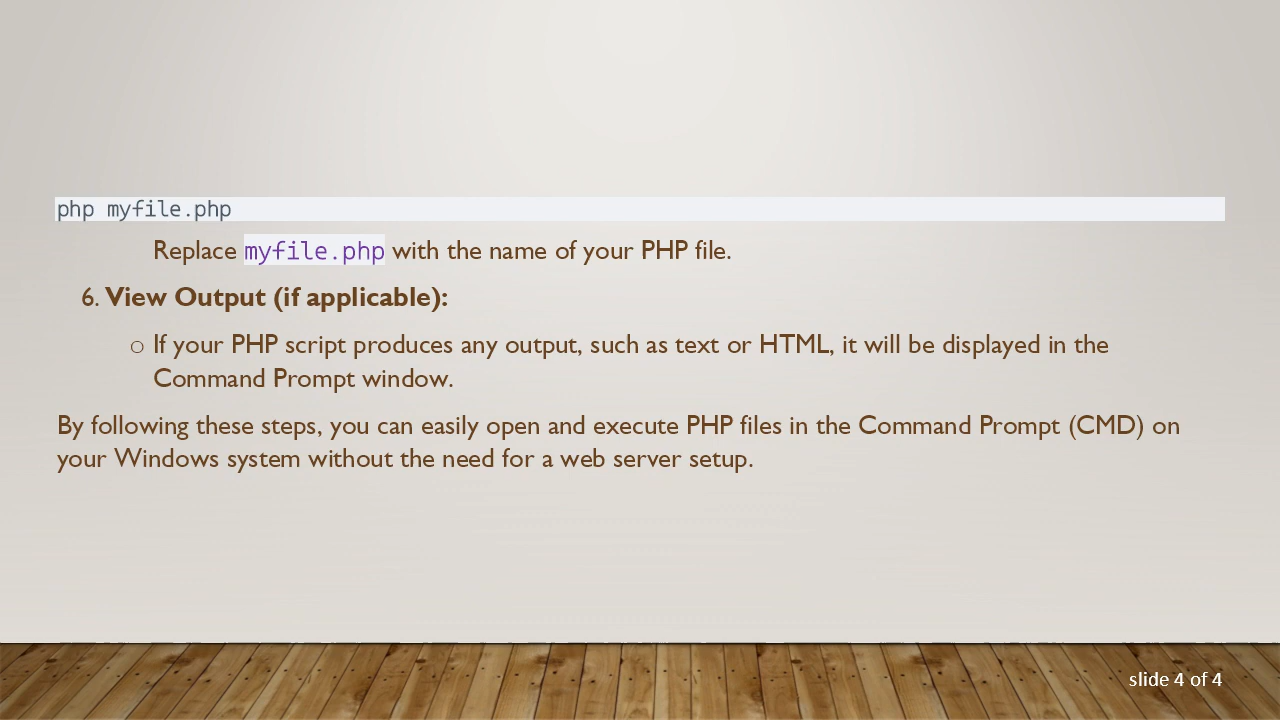 php myfile.php
Replace myfile.php with the name of your PHP file.
6. View Output (if applicable):
o If your PHP script produces any output, such as text or HTML, it will be displayed in the
Command Prompt window.
By following these steps, you can easily open and execute PHP files in the Command Prompt (CMD) on
your Windows system without the need for a web server setup.
slide 4 of 4